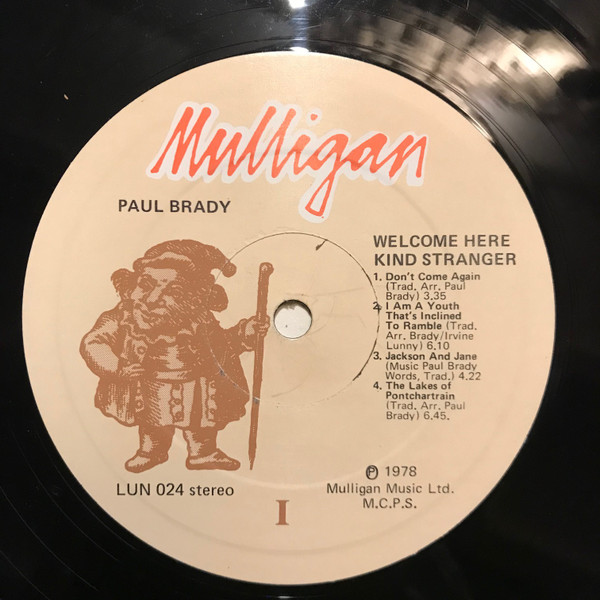 Mulligan
PAUL BRADY
WELCOME HERE
KIND STRANGER
1. Don't Come Again
(Trad. Arr. Paul
Brady) 3.35
2. I Am A Youth
That's Inclined
To Ramble (Trad.
Arr. Brady/Irvine
Lunny) 6.10
3. Jackson And Jane
(Music Paul Brady
Words, Trad.) 4.22
4. The Lakes of
Pontchartrain
(Trad. Arr. Paul
Brady) 6.45.
LUN 024 stereo
I
℗ 1978
Mulligan Music Ltd.
M.C.P.S.